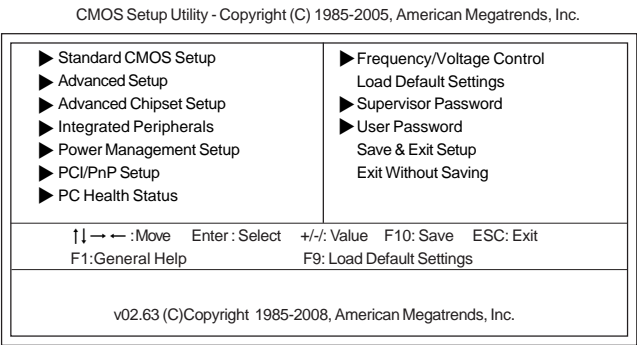 CMOS Setup Utility - Copyright (C) 1985-2005, American Megatrends, Inc.
▶ Standard CMOS Setup
▶ Advanced Setup
▶ Advanced Chipset Setup
▶ Integrated Peripherals
▶ Power Management Setup
▶ PCI/PnP Setup
▶ PC Health Status
▶ Frequency/Voltage Control
Load Default Settings
▶ Supervisor Password
▶ User Password
Save & Exit Setup
Exit Without Saving
↑↓→← :Move Enter : Select +/-/: Value F10: Save ESC: Exit
F1:General Help F9: Load Default Settings
v02.63 (C)Copyright 1985-2008, American Megatrends, Inc.